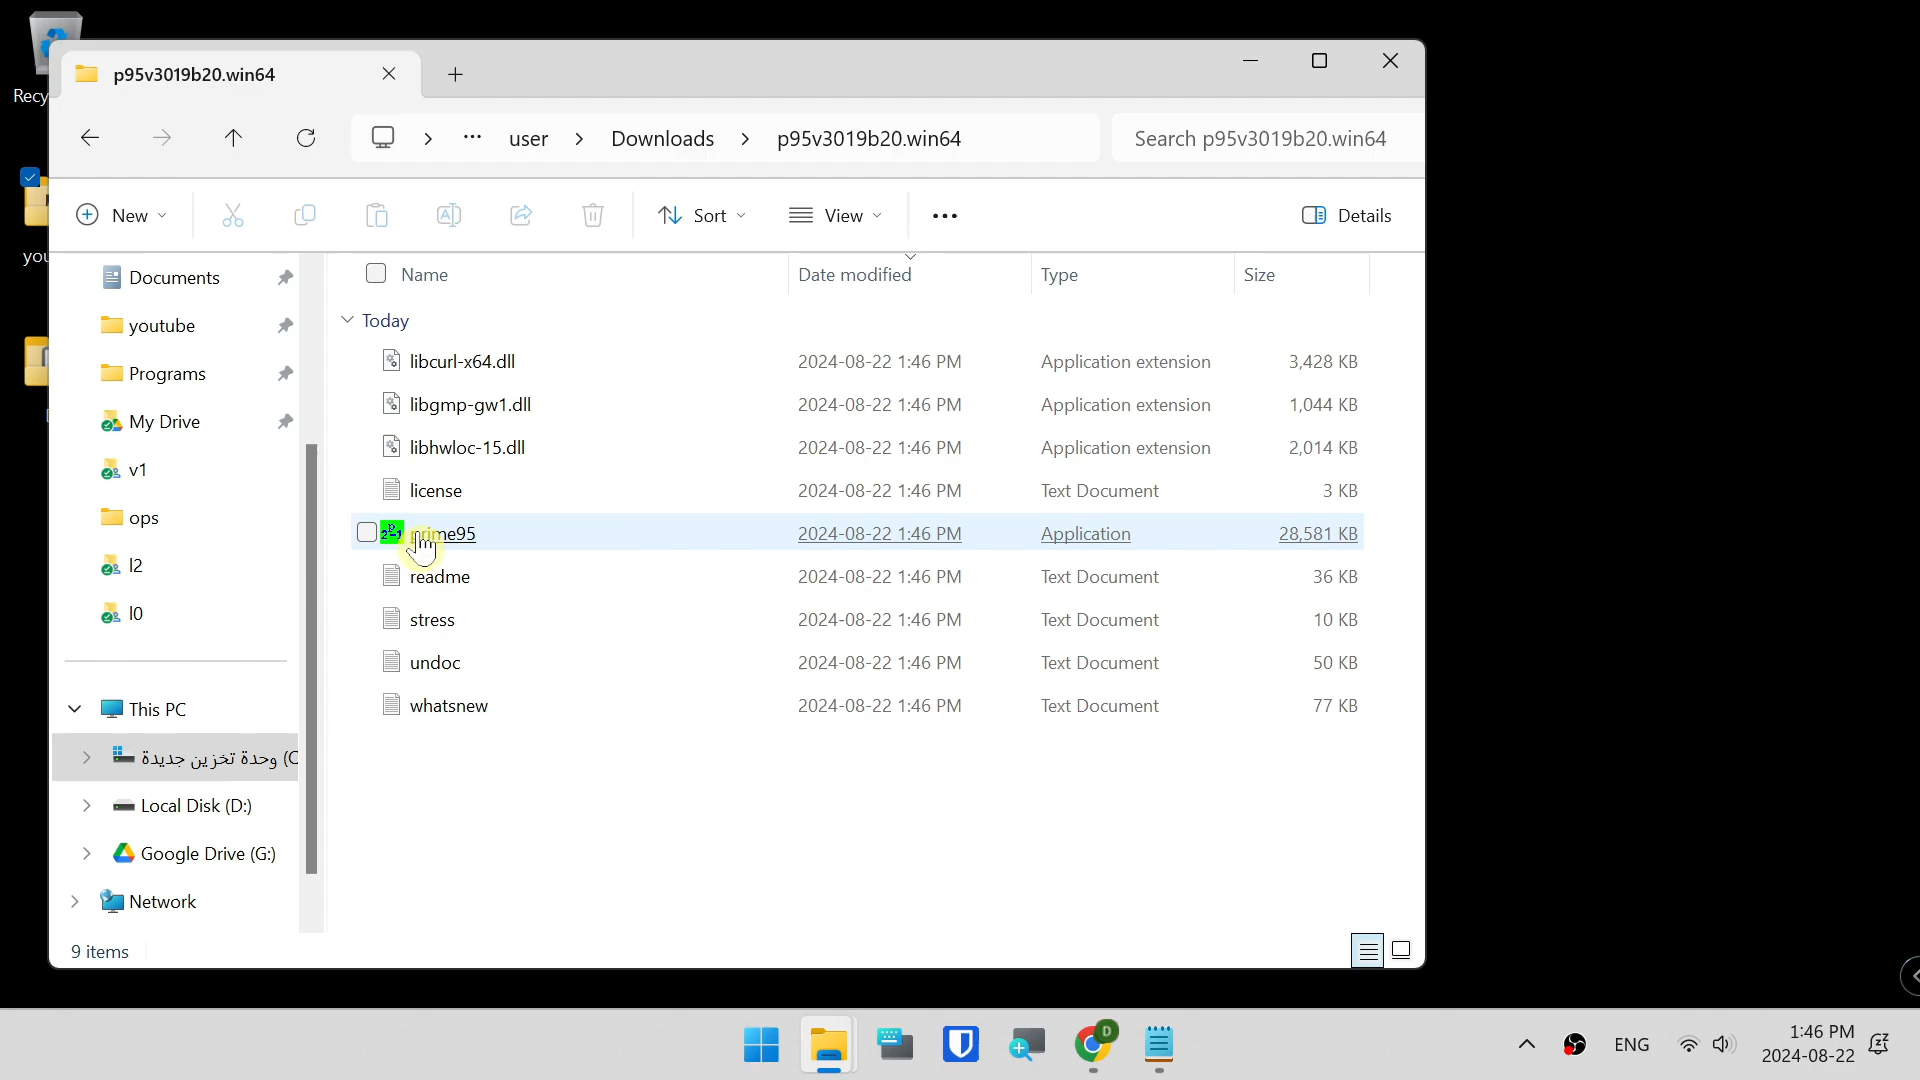 Recy
p95v3019b20.win64
user
Downloads
p95v3019b20.win64
Search p95v3019b20.win64
New
Sort
View
Details
you
Documents
youtube
Programs
My Drive
v1
ops
l2
l0
This PC
وحدة تخزين جديدة (C
Local Disk (D:)
Google Drive (G:)
Network
Name Date modified Type Size
Today
libcurl-x64.dll 2024-08-22 1:46 PM Application extension 3,428 KB
libgmp-gw1.dll 2024-08-22 1:46 PM Application extension 1,044 KB
libhwloc-15.dll 2024-08-22 1:46 PM Application extension 2,014 KB
license 2024-08-22 1:46 PM Text Document 3 KB
prime95 2024-08-22 1:46 PM Application 28,581 KB
readme 2024-08-22 1:46 PM Text Document 36 KB
stress 2024-08-22 1:46 PM Text Document 10 KB
undoc 2024-08-22 1:46 PM Text Document 50 KB
whatsnew 2024-08-22 1:46 PM Text Document 77 KB
9 items
D
ENG
1:46 PM
2024-08-22